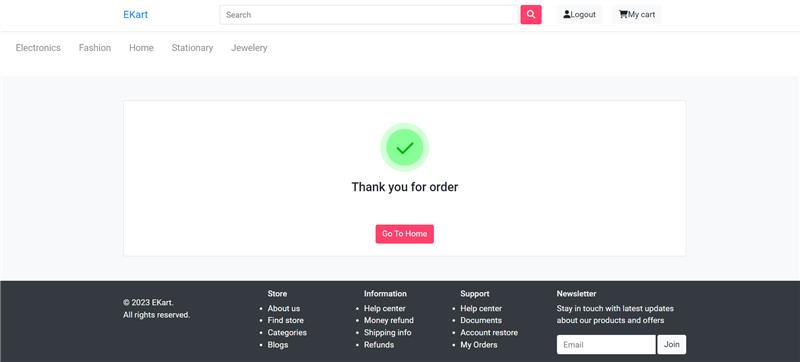 EKart
Search
Logout
My cart
Electronics Fashion Home Stationary Jewelery
Thank you for order
Go To Home
© 2023 EKart.
All rights reserved.
Store
About us
Find store
Categories
Blogs
Information
Help center
Money refund
Shipping info
Refunds
Support
Help center
Documents
Account restore
My Orders
Newsletter
Stay in touch with latest updates
about our products and offers
Email
Join